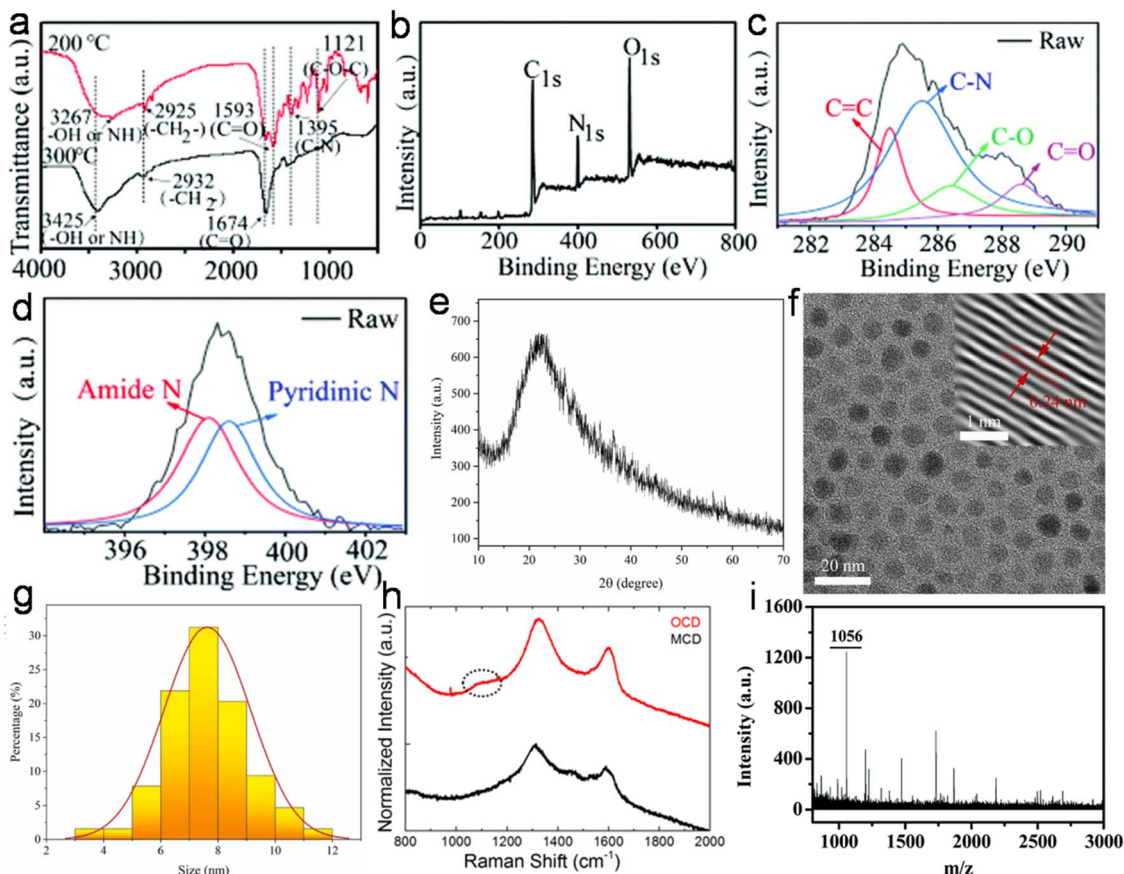 a
200 °C
1121
(C-O-C)
3267
-OH or NH)
2925
(-CH2-)
1593
(C=O)
1395
(C-N)
300°C
2932
(-CH2-)
3425
(-OH or NH)
1674
(C=O)
Transmittance (a.u.)
4000 3000 2000 1000
b
C1s
N1s
O1s
Intensity (a.u.)
0 200 400 600 800
Binding Energy (eV)
c
Raw
C=C
C-N
C-O
C=O
Intensity (a.u.)
282 284 286 288 290
Binding Energy (eV)
d
Raw
Amide N
Pyridinic N
Intensity (a.u.)
396 398 400 402
Binding Energy (eV)
e
700
600
500
400
300
200
100
Intensity (a.u.)
10 20 30 40 50 60 70
2θ (degree)
f
0.24 nm
1 nm
20 nm
g
30
25
20
15
10
5
0
Percentage (%)
2 4 6 8 10 12
Size (nm)
h
OCD
MCD
Normalized Intensity (a.u.)
800 1000 1200 1400 1600 1800 2000
Raman Shift (cm-1)
i
1600
1200
800
400
0
1056
Intensity (a.u.)
1000 1500 2000 2500 3000
m/z